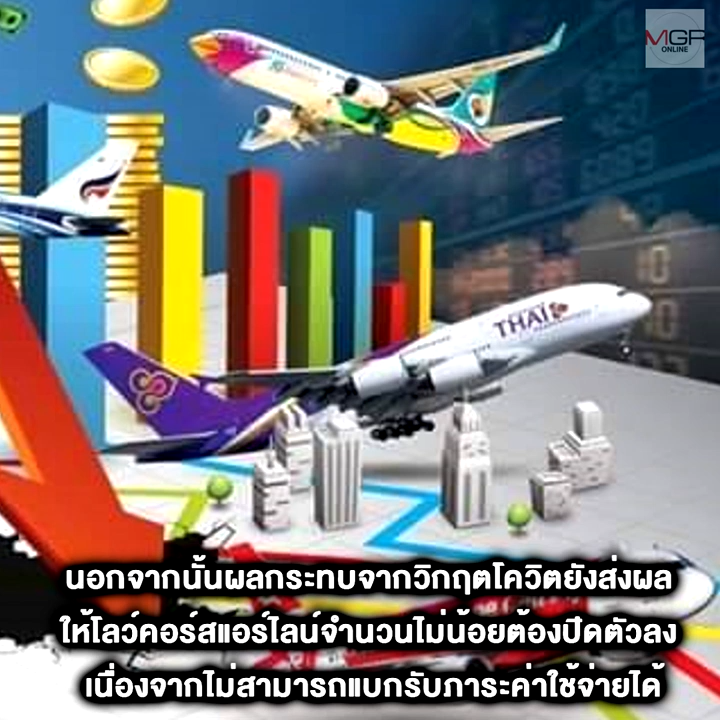 MGR
ONLINE
THAI
นอกจากนั้นผลกระทบจากวิกฤตโควิตยังส่งผล
ให้โลว์คอร์สแอร์ไลน์จำนวนไม่น้อยต้องปิดตัวลง
เนื่องจากไม่สามารถแบกรับภาระค่าใช้จ่ายได้